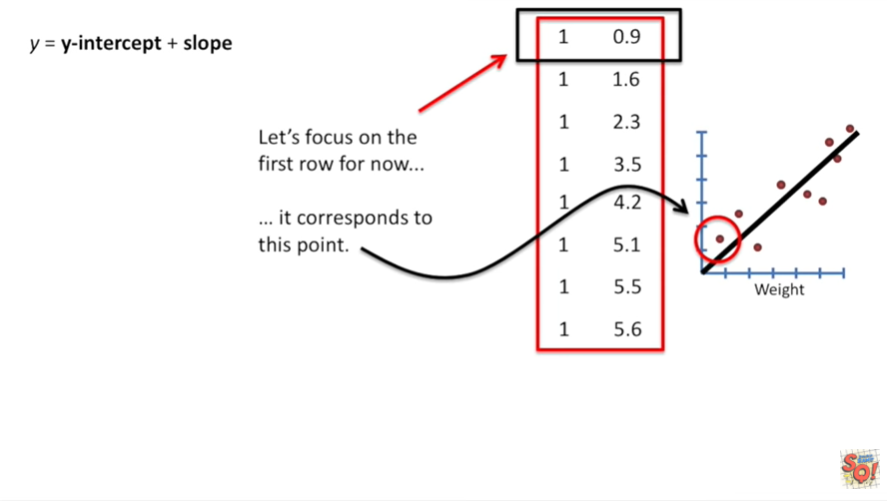 y = y-intercept + slope
1 0.9
1 1.6
Let's focus on the
1 2.3
first row for now...
1 3.5
1 4.2
... it corresponds to
this point.
1 5.1
1 5.5
Weight
1 5.6
SO!